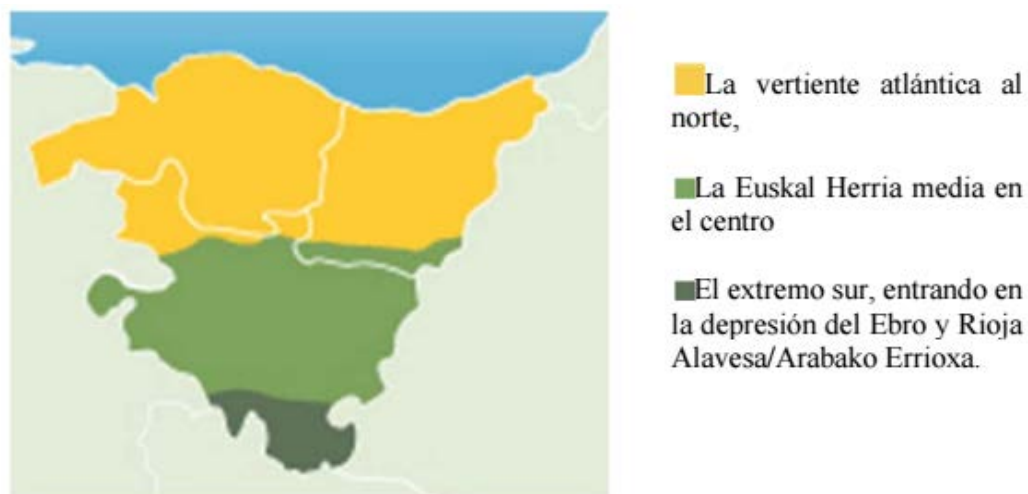 La vertiente atlántica al
norte,
La Euskal Herria media en
el centro
El extremo sur, entrando en
la depresión del Ebro y Rioja
Alavesa/Arabako Errioxa.